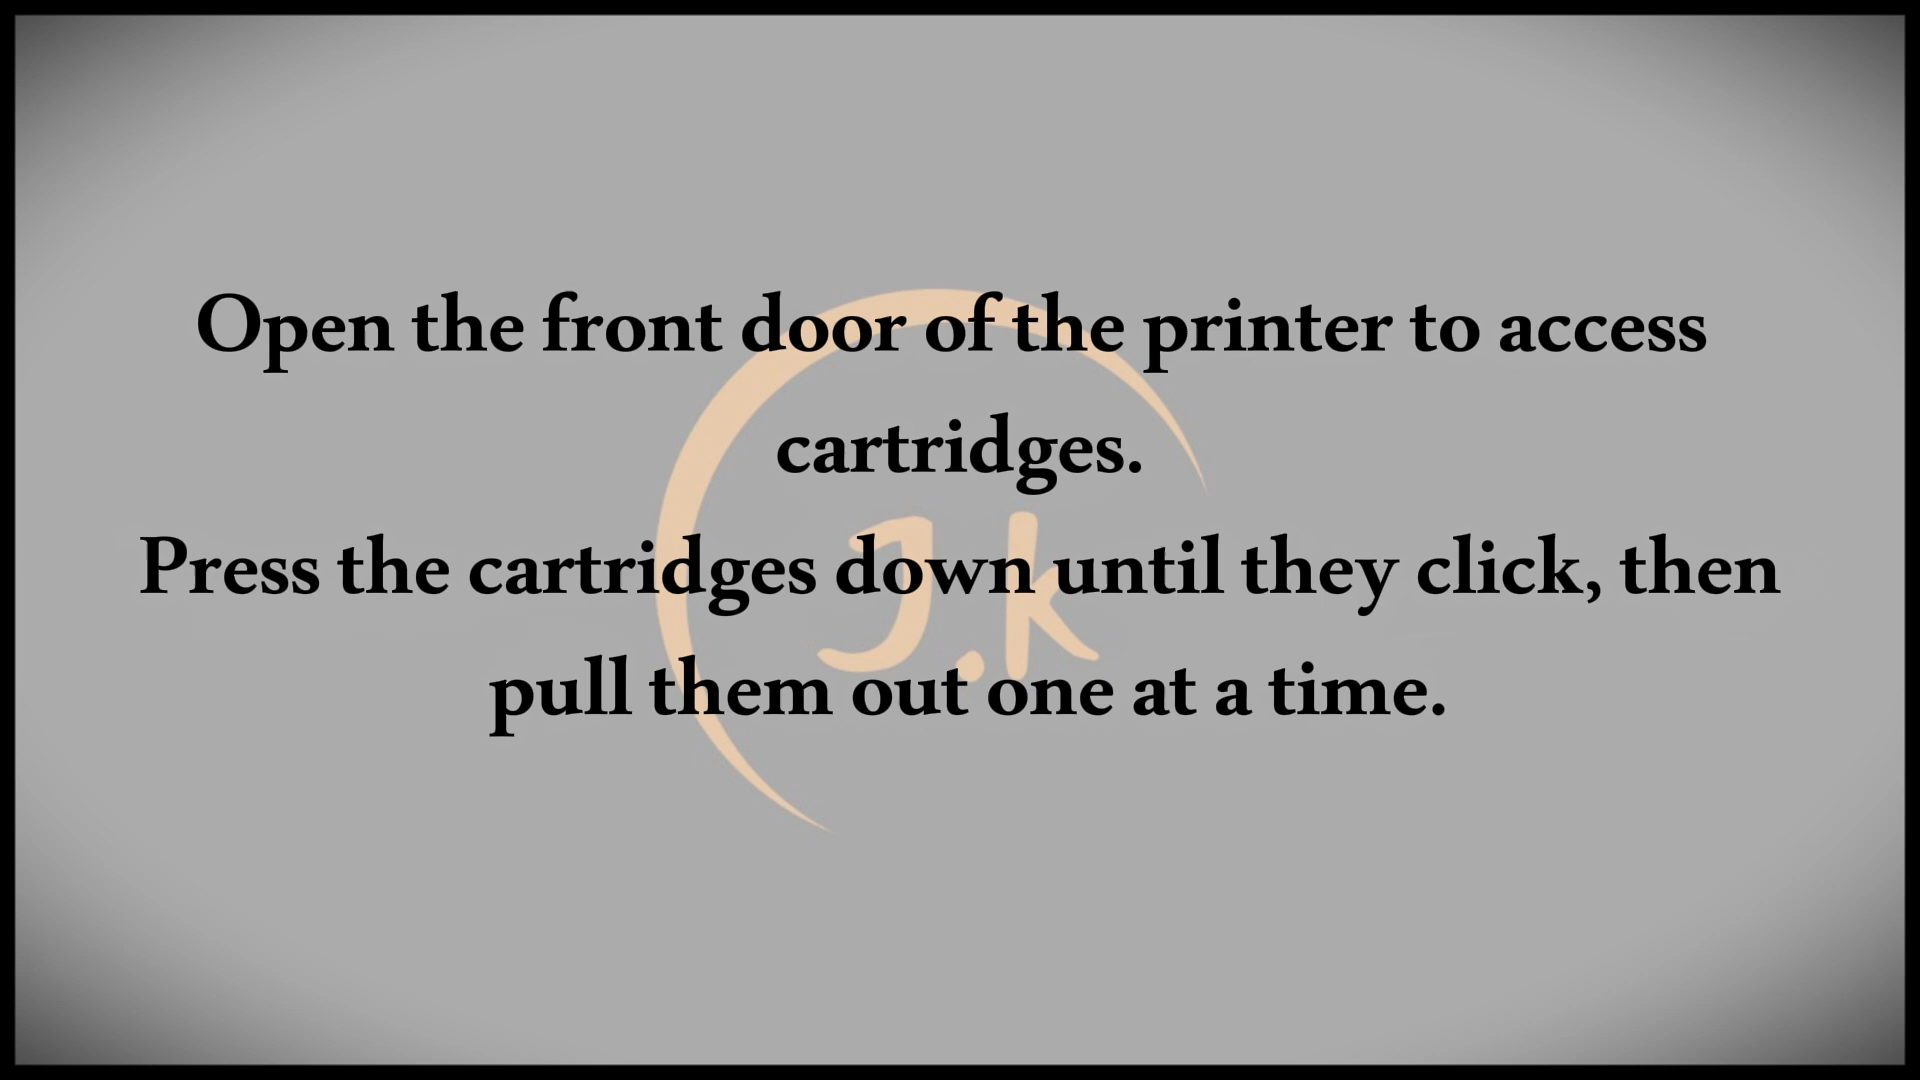 Open the front door of the printer to access
cartridges.
J.k
Press the cartridges down until they click, then
pull them out one at a time.